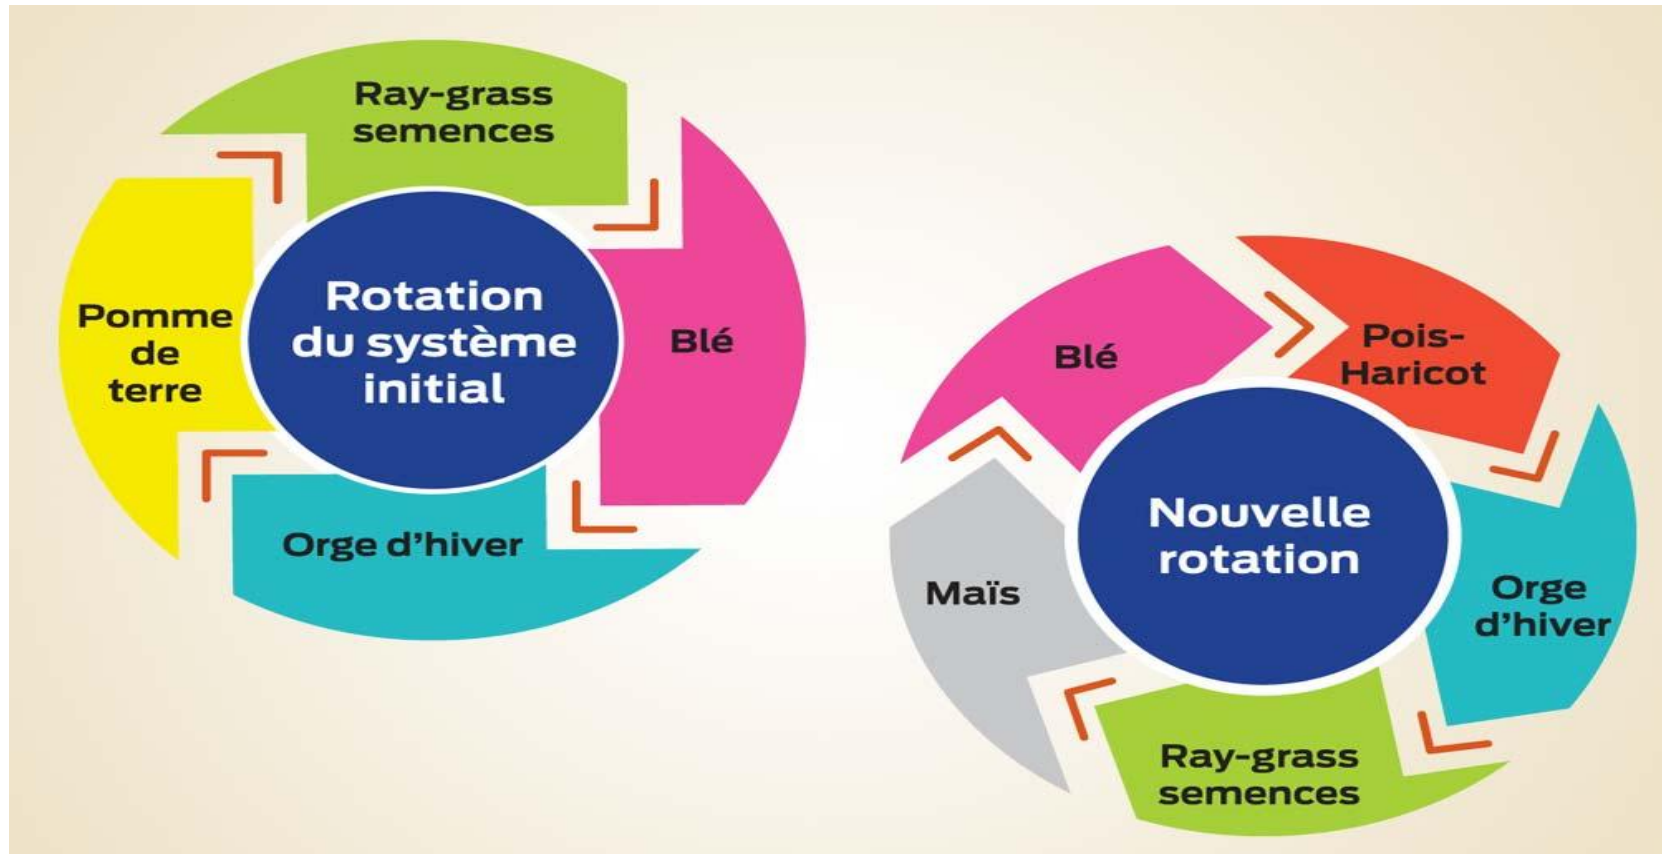 Ray-grass
semences
Pomme
de
terre
Rotation
du système
initial
Blé
Orge d'hiver
Blé
Pois-
Haricot
Nouvelle
rotation
Maïs
Orge
d'hiver
Ray-grass
semences